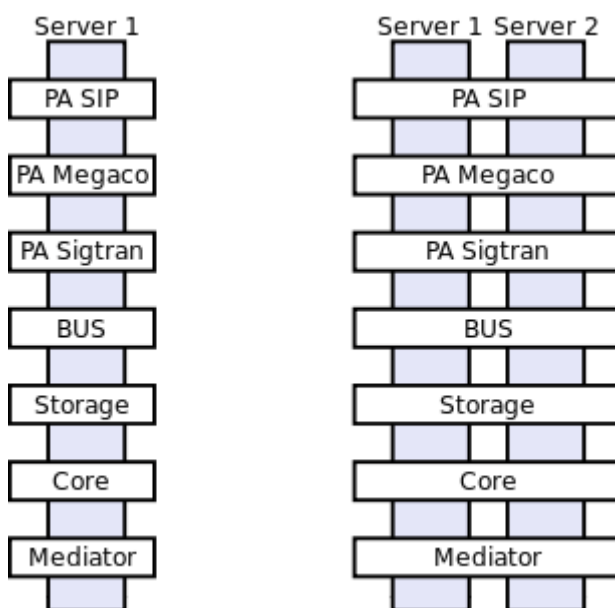 Server 1
PA SIP
PA Megaco
PA Sigtran
BUS
Storage
Core
Mediator
Server 1 Server 2
PA SIP
PA Megaco
PA Sigtran
BUS
Storage
Core
Mediator